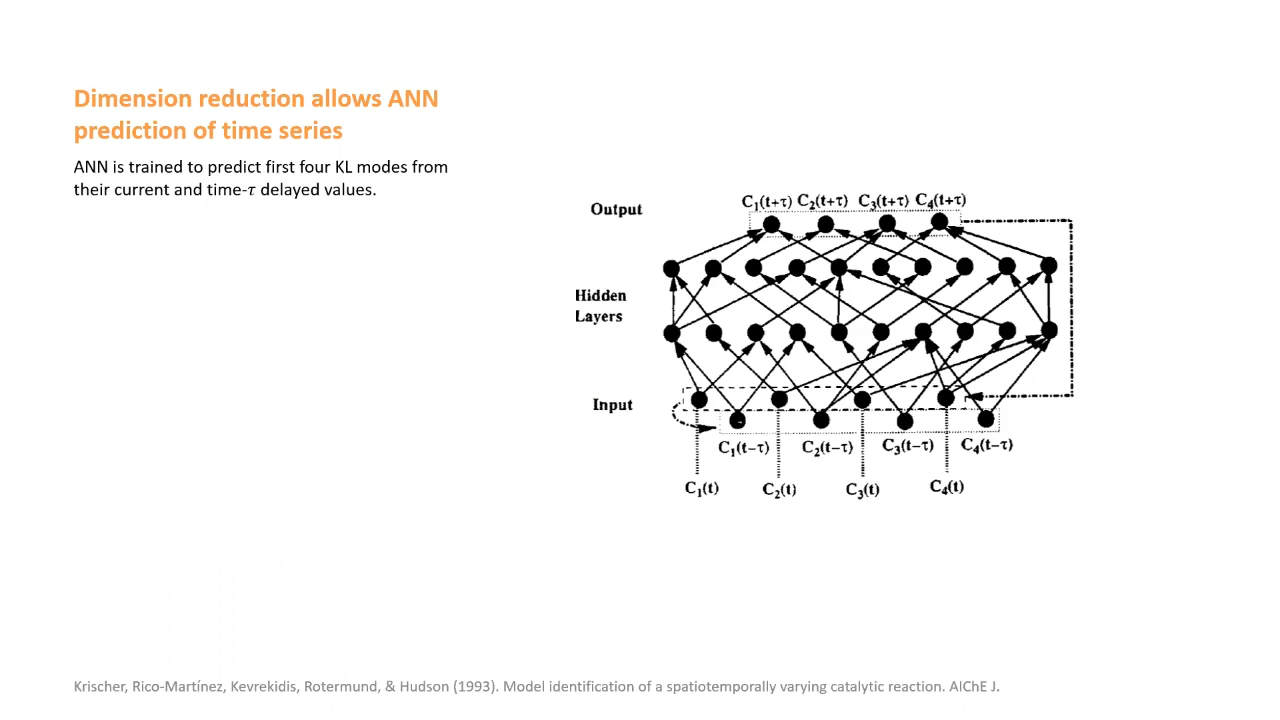 Dimension reduction allows ANN
prediction of time series
ANN is trained to predict first four KL modes from
their current and time-τ delayed values.
Output
C₁(t+τ) C₂(t+τ) C₃(t+τ) C₄(t+τ)
Hidden
Layers
Input
C₁(t−τ) C₂(t−τ) C₃(t−τ) C₄(t−τ)
C₁(t) C₂(t) C₃(t) C₄(t)
Krischer, Rico-Martínez, Kevrekidis, Rotermund, & Hudson (1993). Model identification of a spatiotemporally varying catalytic reaction. AIChE J.